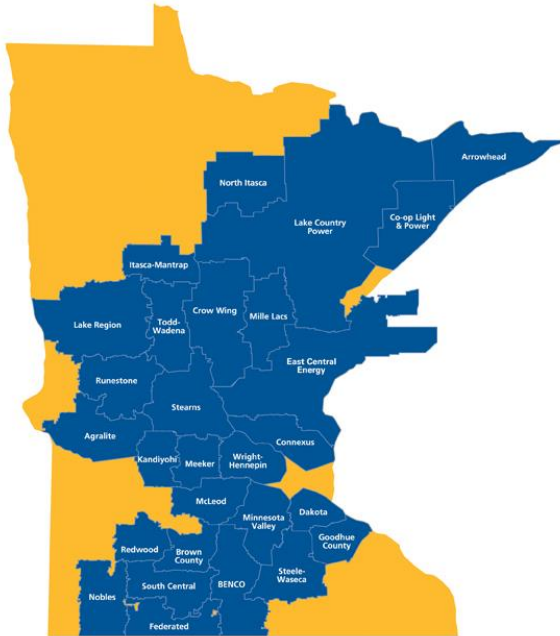 Arrowhead
North Itasca
Co-op Light
& Power
Lake Country
Power
Itasca-Mantrap
Crow Wing
Mille Lacs
Lake Region
Todd-
Wadena
East Central
Energy
Runestone
Stearns
Agralite
Connexus
Kandiyohi
Meeker
Wright-
Hennepin
McLeod
Minnesota
Valley
Dakota
Goodhue
County
Redwood
Brown
County
Steele-
Waseca
South Central
BENCO
Nobles
Federated